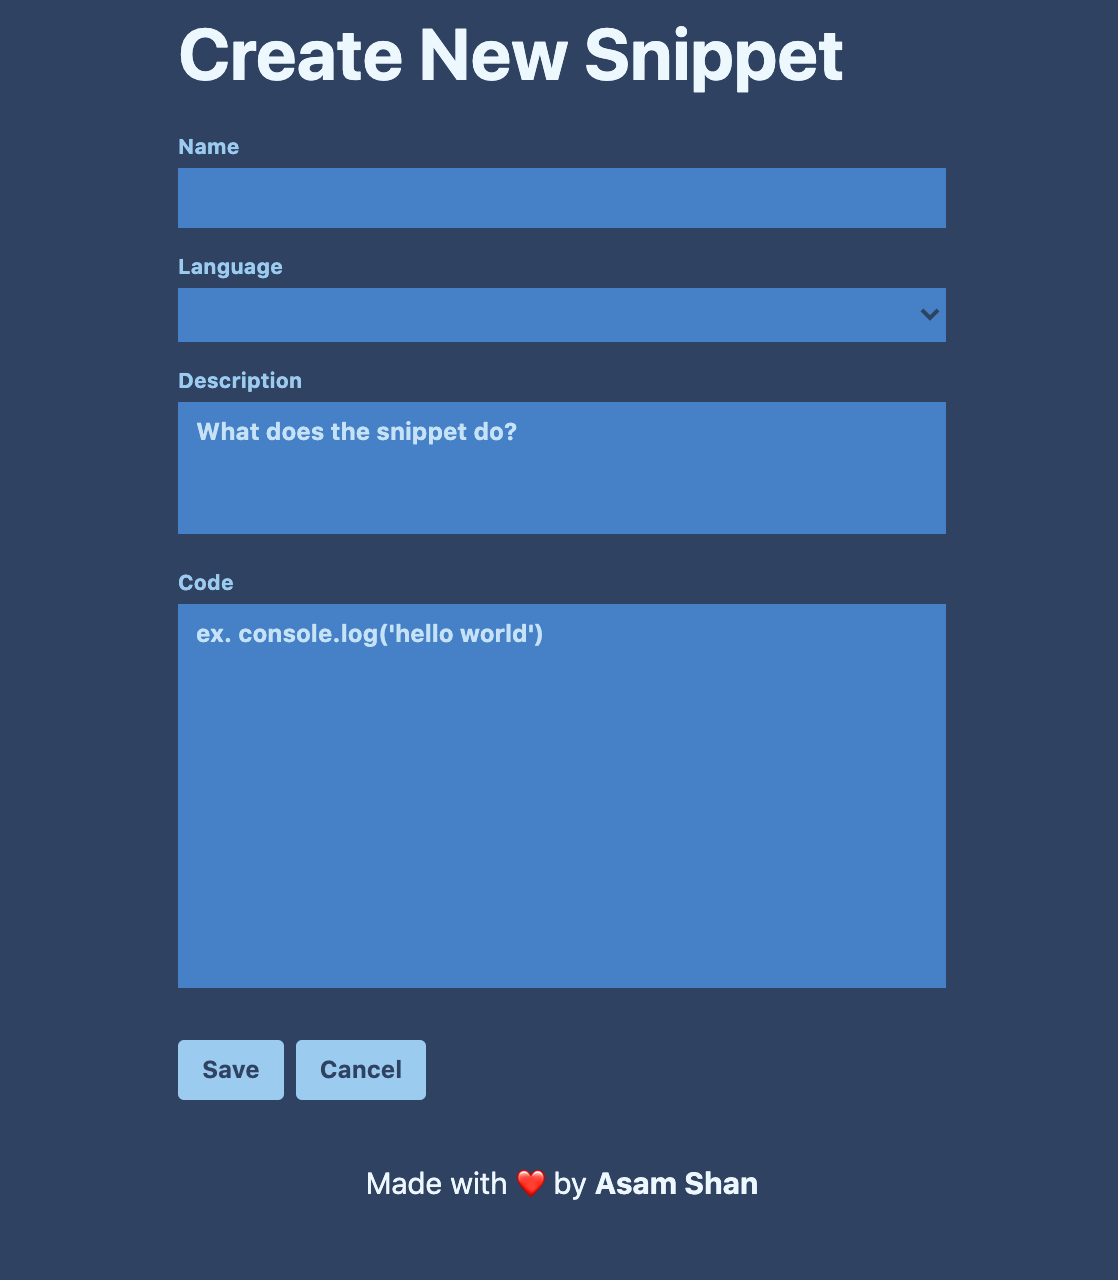 Create New Snippet
Name
Language
Description
What does the snippet do?
Code
ex. console.log('hello world')
Save Cancel
Made with ❤️ by Asam Shan